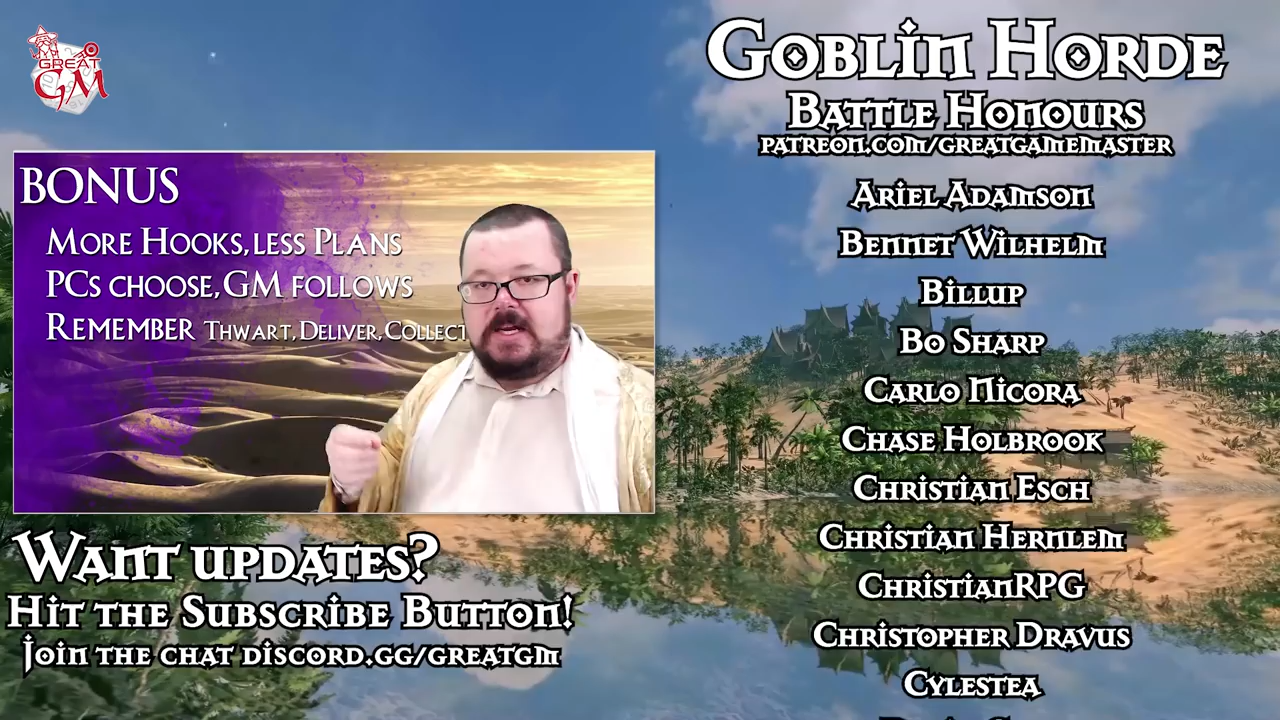 GREAT
GM
BONUS
MORE HOOKS, LESS PLANS
PCS CHOOSE, GM FOLLOWS
REMEMBER THWART, DELIVER, COLLECT
WANT UPDATES?
HIT THE SUBSCRIBE BUTTON!
JOIN THE CHAT DISCORD.GG/GREATGM
GOBLIN HORDE
BATTLE HONOURS
PATREON.COM/GREATGAMEMASTER
ARIEL ADAMSON
BENNET WILHELM
BILLUP
BO SHARP
CARLO NICORA
CHASE HOLBROOK
CHRISTIAN ESCH
CHRISTIAN HERNLEM
CHRISTIANRPG
CHRISTOPHER DRAVUS
CYLESTEA